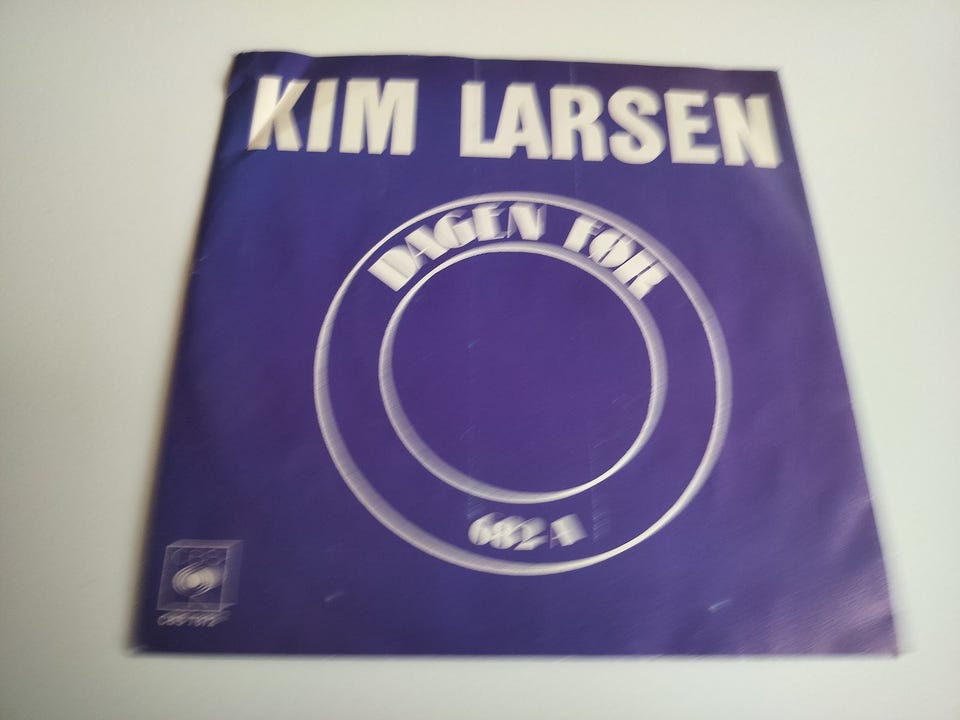 KIM LARSEN
DAGEN FØR
682-A
CBS